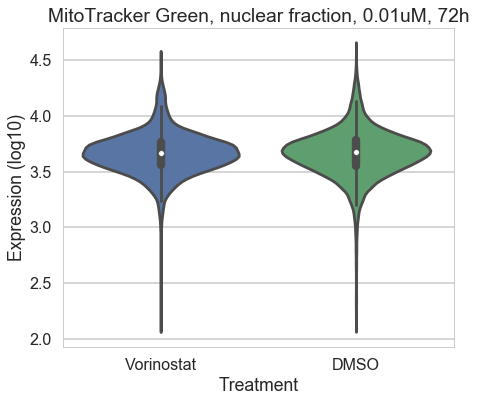 MitoTracker Green, nuclear fraction, 0.01uM, 72h
4.5
4.0
3.5
3.0
2.5
2.0
Expression (log10)
Vorinostat DMSO
Treatment